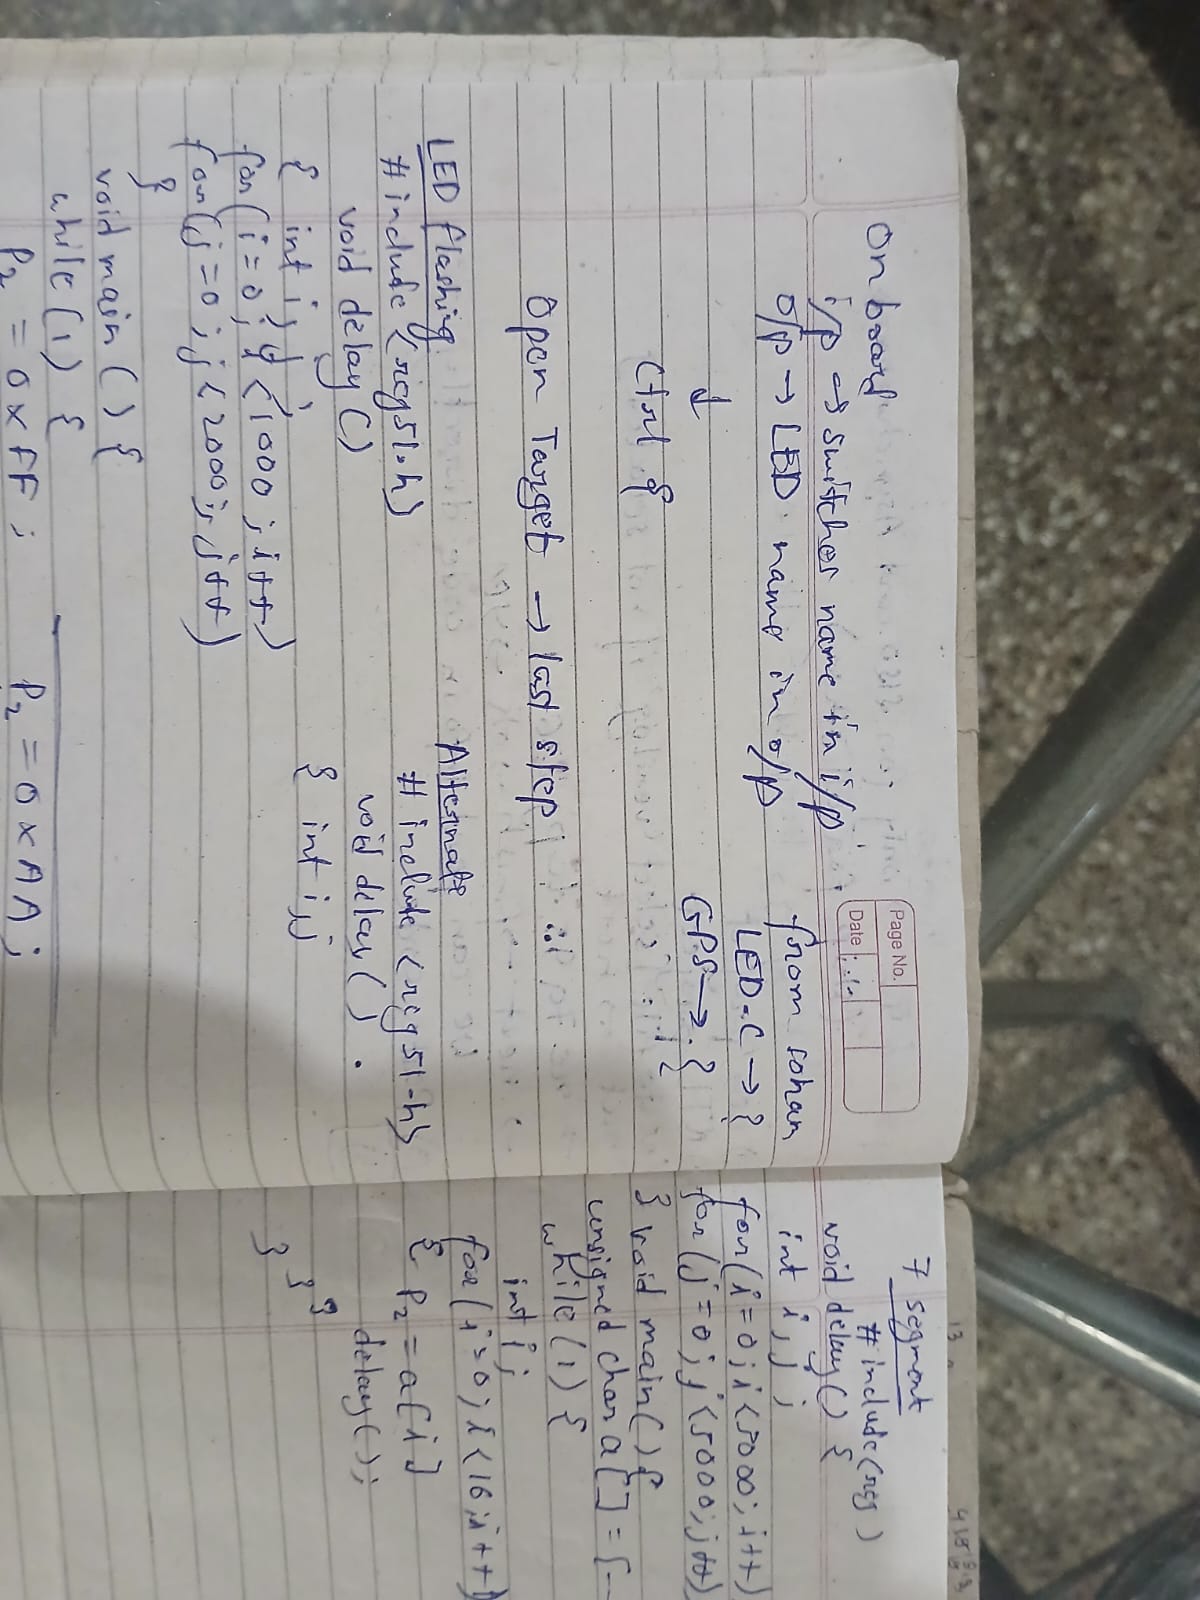 Page No.
Date :
On board
i/p → switches name in i/p
o/p → LED name in o/p
from soham
LED.C → }
GPS → }
↓
Ctrl g
Open Target → last step
LED flashing
# include <reg51.h>
void delay()
{ int i, j;
for(i=0; i<1000; i++)
for(j=0; j<2000; j++)
}
void main() {
while(1) {
P2 = 0xFF;
Alternate
# include <reg51.h>
void delay().
{ int i,j
P2 = 0xAA;
7 segment
# include(reg)
void delay() {
int i, j;
for(i=0; i<5000; i++)
for(j=0; j<5000; j++)
} void main() {
unsigned char a[] = {--
while(1) {
int i;
for(i=0; i<16; i++)
{ P2 = a[i]
delay();
}
}
}